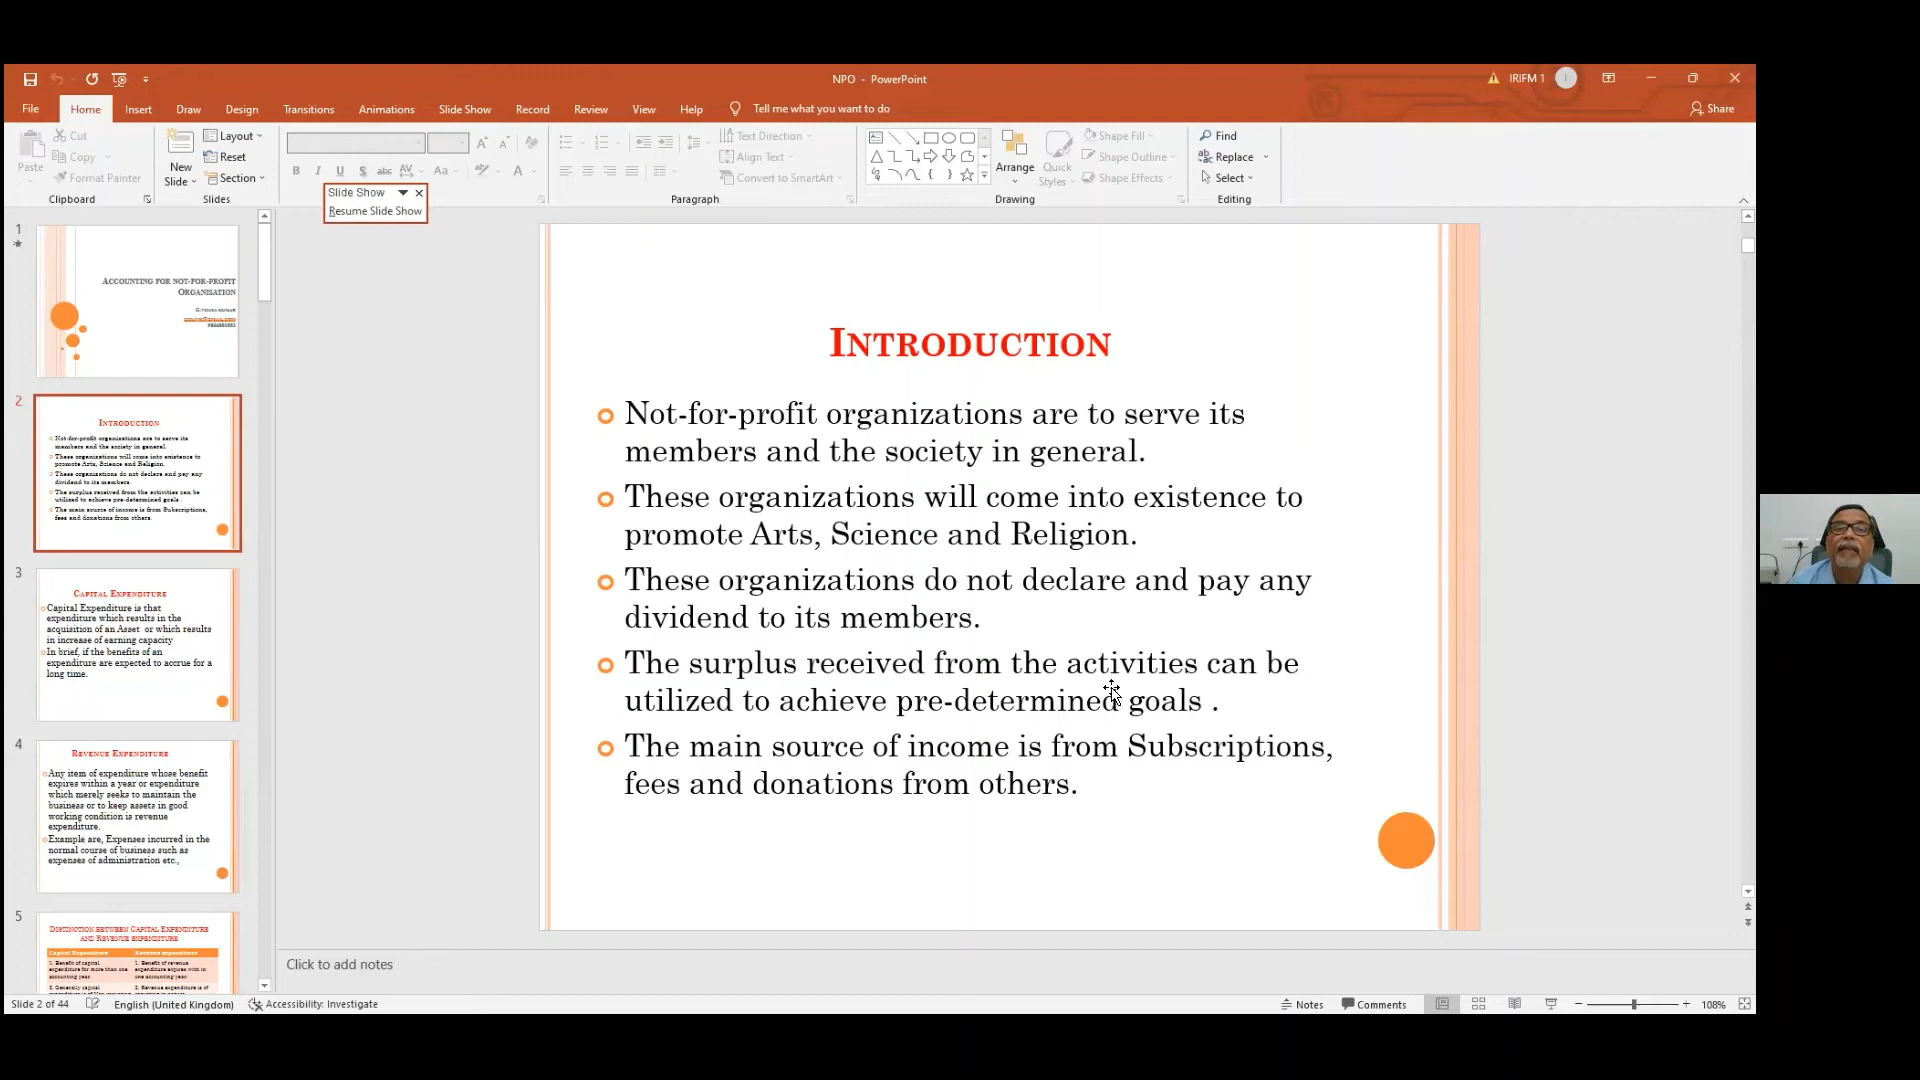 NPO - PowerPoint
IRIFM 1
File Home Insert Draw Design Transitions Animations Slide Show Record Review View Help Tell me what you want to do
Share
Paste
Cut
Copy
Format Painter
Clipboard
New
Slide
Layout
Reset
Section
Slides
B I U S abc AV Aa A
Slide Show
Resume Slide Show
Text Direction
Align Text
Convert to SmartArt
Paragraph
Arrange
Quick
Styles
Shape Fill
Shape Outline
Shape Effects
Drawing
Find
Replace
Select
Editing
1
ACCOUNTING FOR NOT-FOR-PROFIT
ORGANISATION
2
INTRODUCTION
Not-for-profit organizations are to serve its
members and the society in general.
These organizations will come into existence to
promote Arts, Science and Religion.
These organizations do not declare and pay any
dividend to its members.
The surplus received from the activities can be
utilized to achieve pre-determined goals .
The main source of income is from Subscriptions,
fees and donations from others.
3
CAPITAL EXPENDITURE
Capital Expenditure is that
expenditure which results in the
acquisition of an Asset or which results
in increase of earning capacity
In brief, if the benefits of an
expenditure are expected to accrue for a
long time.
4
REVENUE EXPENDITURE
Any item of expenditure whose benefit
expires within a year or expenditure
which merely seeks to maintain the
business or to keep assets in good
working condition is revenue
expenditure.
Example are, Expenses incurred in the
normal course of business such as
expenses of administration etc.,
5
DISTINCTION BETWEEN CAPITAL EXPENDITURE
AND REVENUE EXPENDITURE
Capital Expenditure Revenue expenditure
1. Benefit of capital
expenditure for more than one
accounting year.
1. Benefit of revenue
expenditure expires with in
one accounting year.
INTRODUCTION
Not-for-profit organizations are to serve its
members and the society in general.
These organizations will come into existence to
promote Arts, Science and Religion.
These organizations do not declare and pay any
dividend to its members.
The surplus received from the activities can be
utilized to achieve pre-determined goals .
The main source of income is from Subscriptions,
fees and donations from others.
Click to add notes
Slide 2 of 44 English (United Kingdom) Accessibility: Investigate Notes Comments 108%